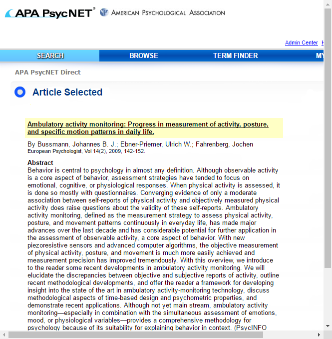 APA PsycNET® AMERICAN PSYCHOLOGICAL ASSOCIATION
Admin Center H
SEARCH BROWSE TERM FINDER MY
APA PsycNET Direct
Article Selected
Ambulatory activity monitoring: Progress in measurement of activity, posture,
and specific motion patterns in daily life.
By Bussmann, Johannes B. J.; Ebner-Priemer, Ulrich W.; Fahrenberg, Jochen
European Psychologist, Vol 14(2), 2009, 142-152.
Abstract
Behavior is central to psychology in almost any definition. Although observable activity
is a core aspect of behavior, assessment strategies have tended to focus on
emotional, cognitive, or physiological responses. When physical activity is assessed, it
is done so mostly with questionnaires. Converging evidence of only a moderate
association between self-reports of physical activity and objectively measured physical
activity does raise questions about the validity of these self-reports. Ambulatory
activity monitoring, defined as the measurement strategy to assess physical activity,
posture, and movement patterns continuously in everyday life, has made major
advances over the last decade and has considerable potential for further application in
the assessment of observable activity, a core aspect of behavior. With new
piezoresistive sensors and advanced computer algorithms, the objective measurement
of physical activity, posture, and movement is much more easily achieved and
measurement precision has improved tremendously. With this overview, we introduce
to the reader some recent developments in ambulatory activity monitoring. We will
elucidate the discrepancies between objective and subjective reports of activity, outline
recent methodological developments, and offer the reader a framework for developing
insight into the state of the art in ambulatory activity-monitoring technology, discuss
methodological aspects of time-based design and psychometric properties, and
demonstrate recent applications. Although not yet main stream, ambulatory activity
monitoring—especially in combination with the simultaneous assessment of emotions,
mood, or physiological variables—provides a comprehensive methodology for
psychology because of its suitability for explaining behavior in context. (PsycINFO